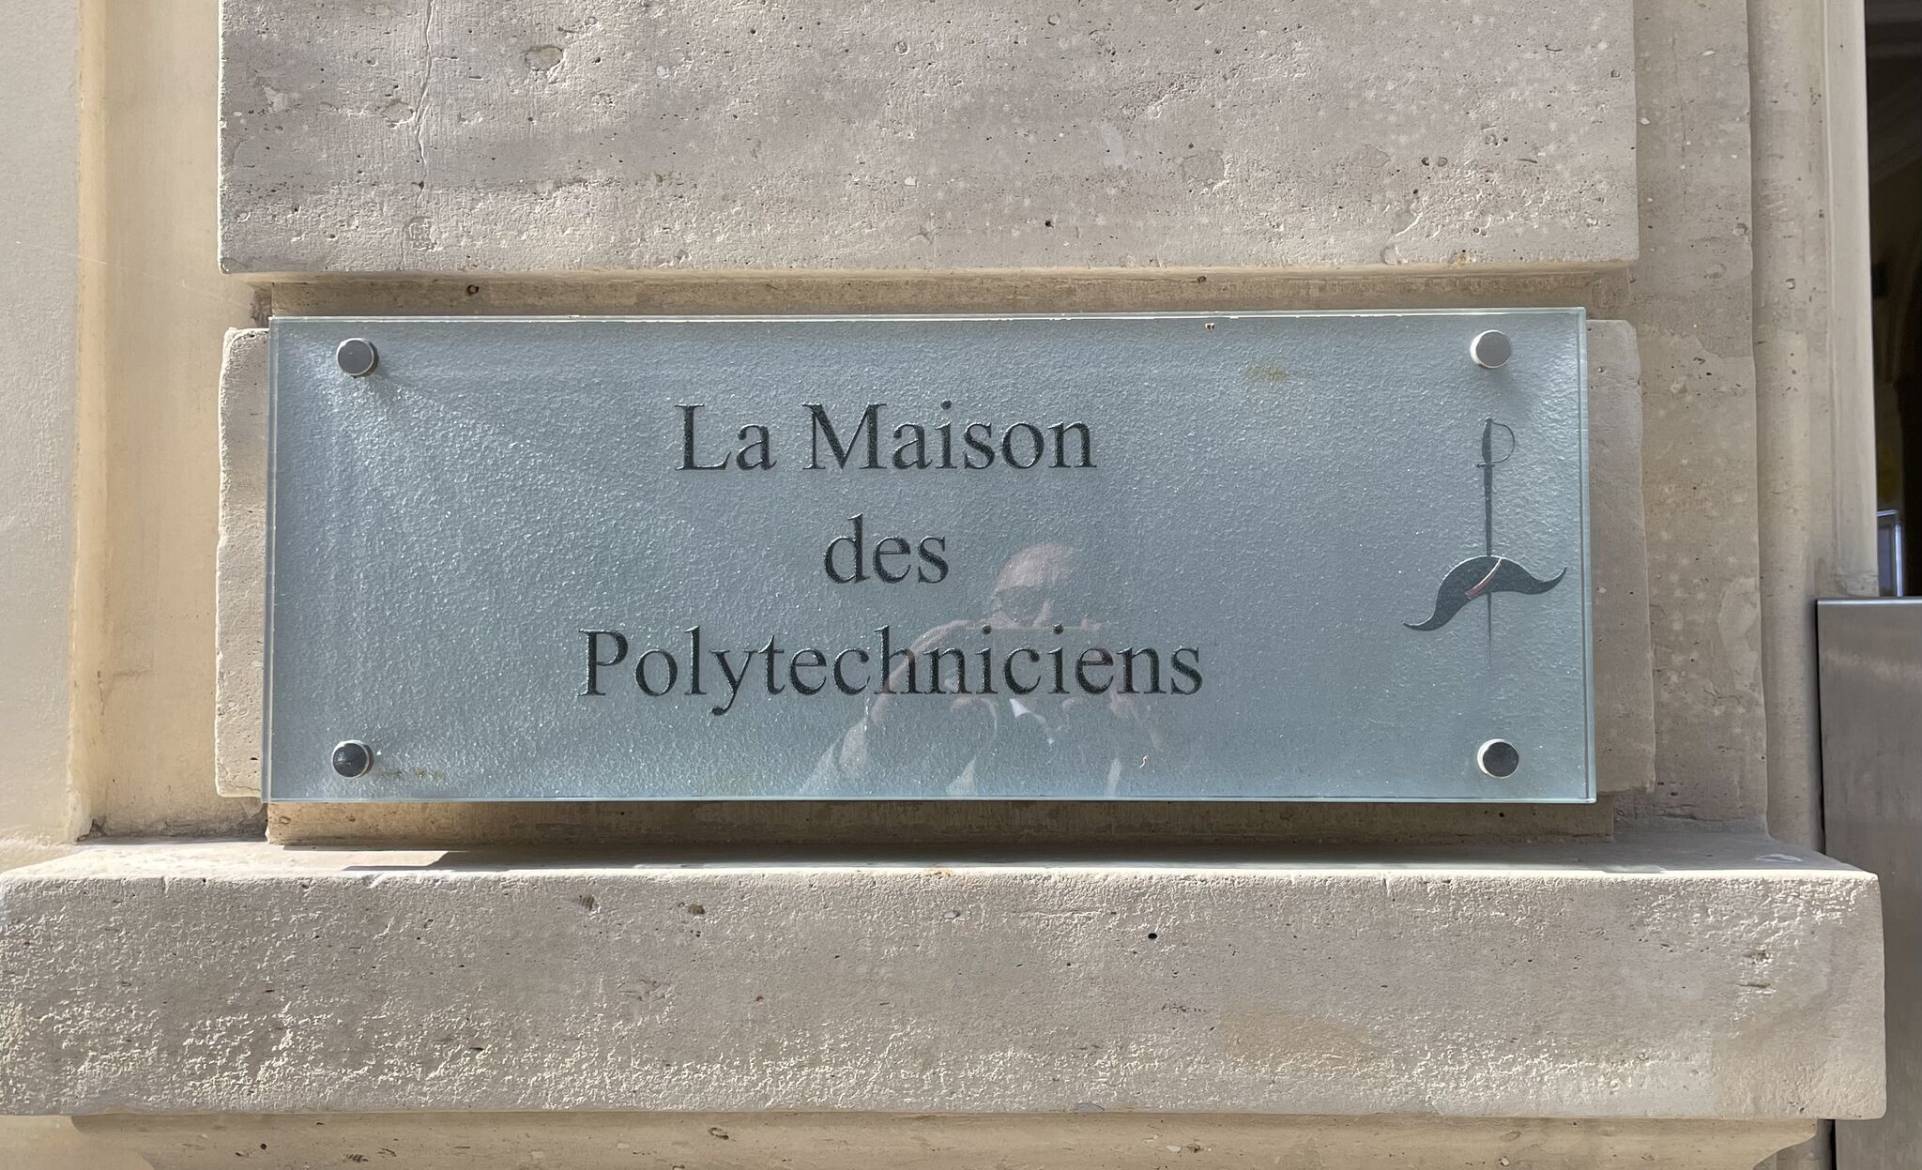 La Maison
des
Polytechniciens